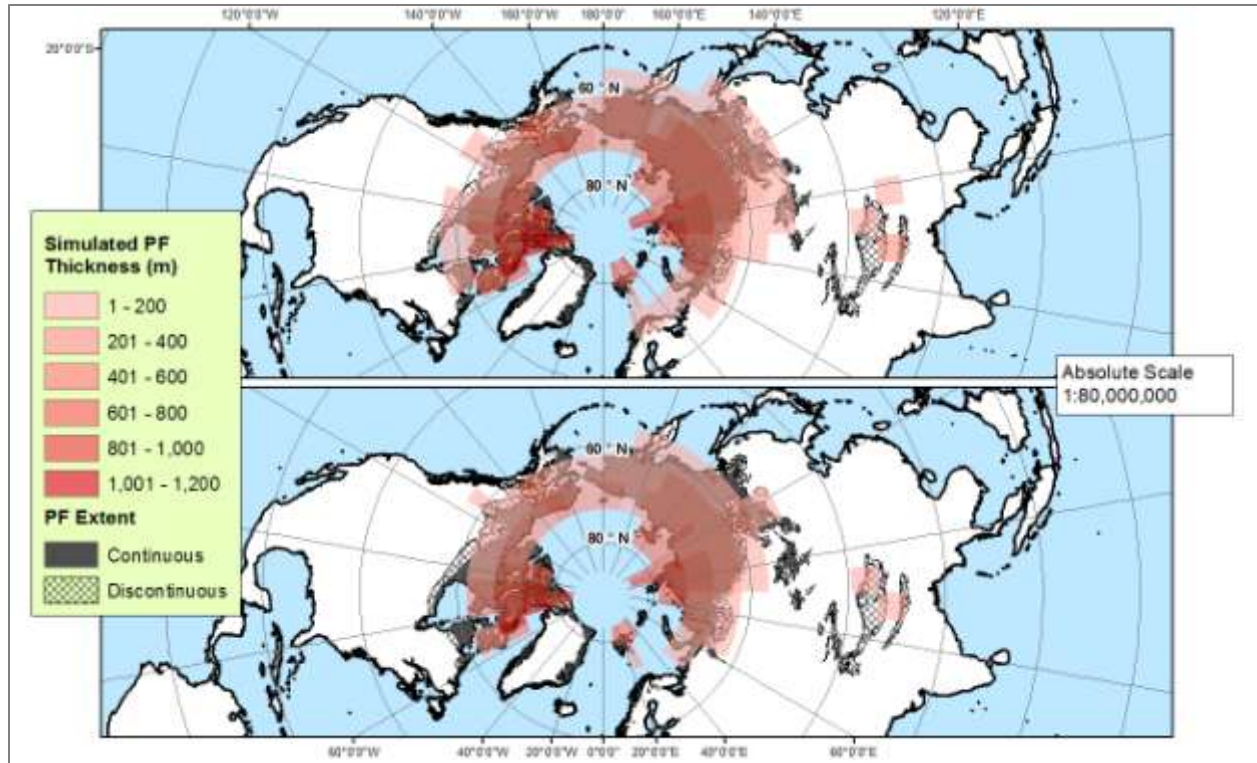 120°0'0"W
140°0'0"W
160°0'0"W
180°0'0"
160°0'0"E
140°0'0"E
120°0'0"E
20°0'0"S
60 ° N
80 ° N
Simulated PF
Thickness (m)
1 - 200
201 - 400
401 - 600
601 - 800
801 - 1,000
1,001 - 1,200
PF Extent
Continuous
Discontinuous
Absolute Scale
1:80,000,000
60 ° N
80 ° N
60°0'0"W
40°0'0"W
20°0'0"W
0°0'0"
20°0'0"E
40°0'0"E
60°0'0"E